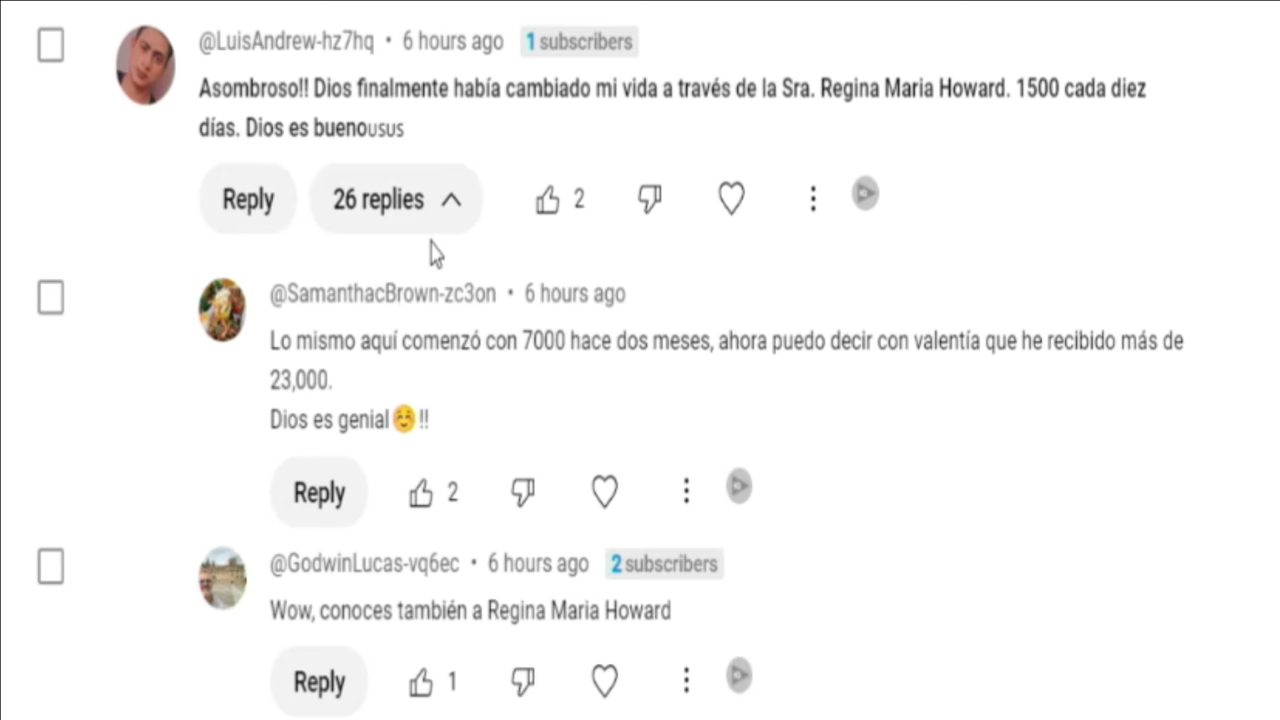 @LuisAndrew-hz7hq • 6 hours ago 1 subscribers
Asombroso!! Dios finalmente había cambiado mi vida a través de la Sra. Regina Maria Howard. 1500 cada diez
días. Dios es buenousus
Reply 26 replies 2
@SamanthacBrown-zc3on • 6 hours ago
Lo mismo aquí comenzó con 7000 hace dos meses, ahora puedo decir con valentía que he recibido más de
23,000.
Dios es genial☺️!!
Reply 2
@GodwinLucas-vq6ec • 6 hours ago 2 subscribers
Wow, conoces también a Regina Maria Howard
Reply 1